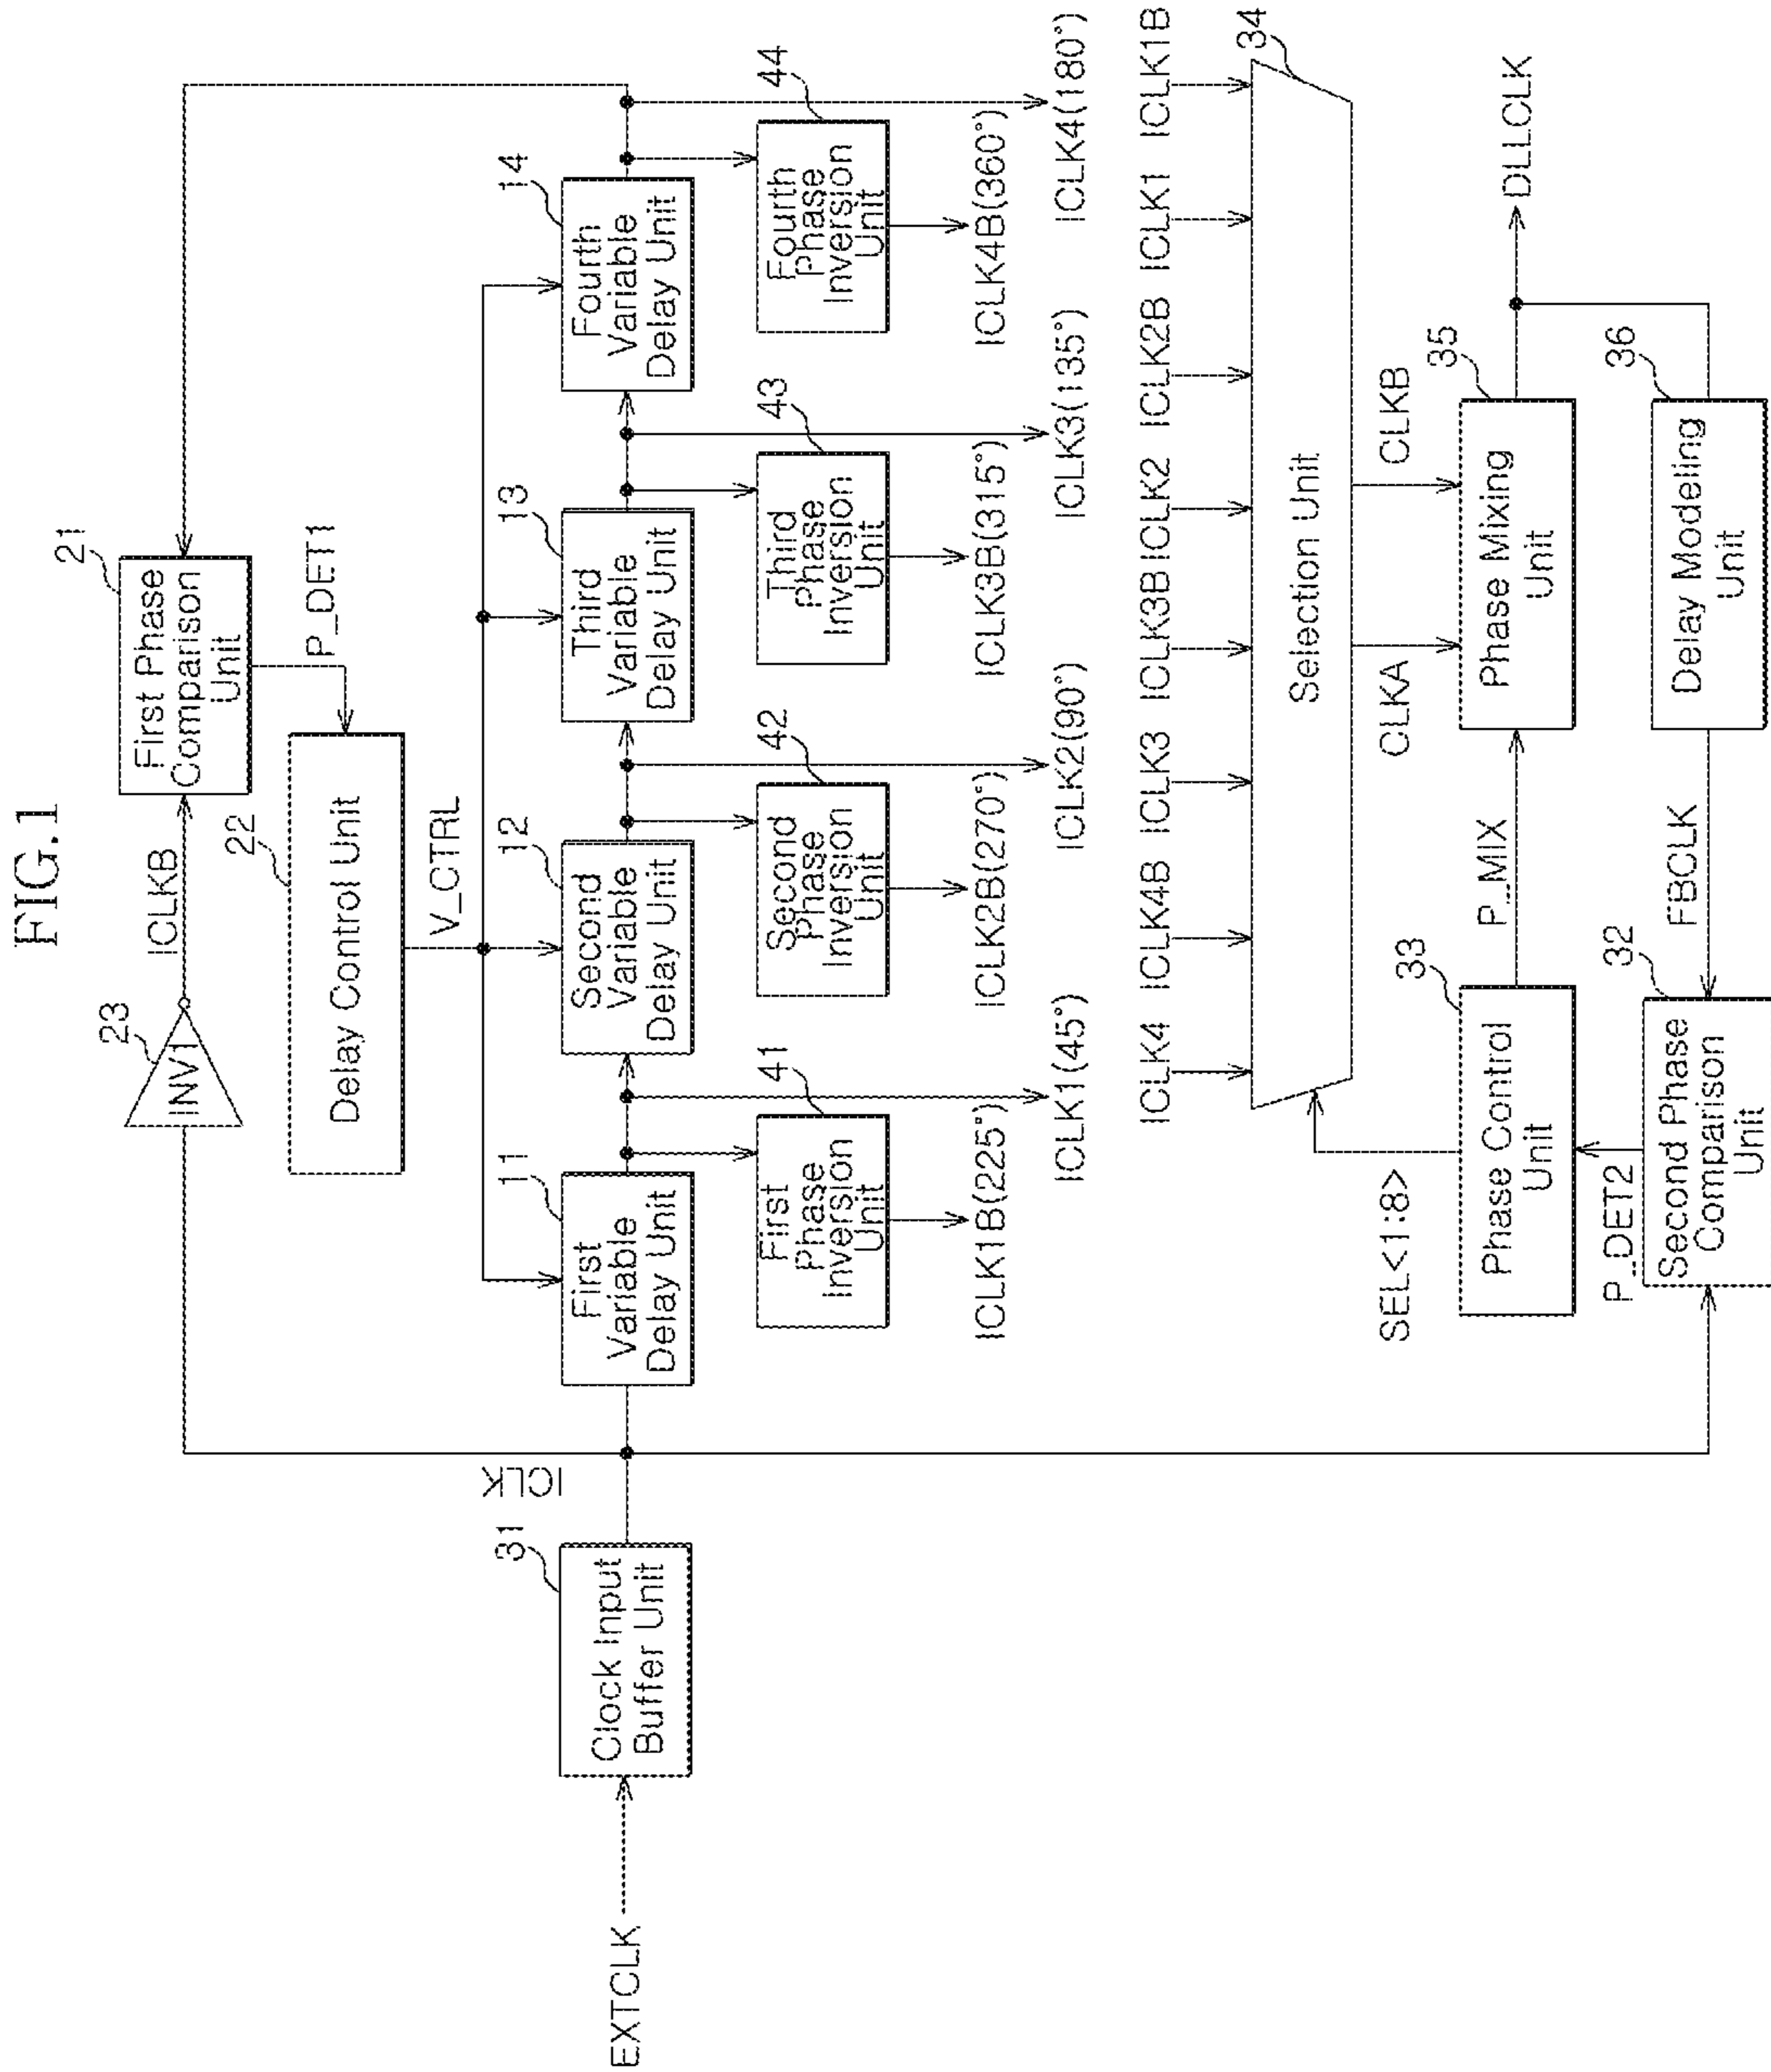 FIG.1
23
INV1
ICLKB
21
First Phase
Comparison
Unit
22
Delay Control Unit
P_DET1
V_CTRL
EXTCLK
31
Clock Input
Buffer Unit
ICLK
11
First
Variable
Delay Unit
12
Second
Variable
Delay Unit
13
Third
Variable
Delay Unit
14
Fourth
Variable
Delay Unit
41
First
Phase
Inversion
Unit
42
Second
Phase
Inversion
Unit
43
Third
Phase
Inversion
Unit
44
Fourth
Phase
Inversion
Unit
ICLK1B(225°)
ICLK2B(270°)
ICLK3B(315°)
ICLK4B(360°)
ICLK1(45°)
ICLK2(90°)
ICLK3(135°)
ICLK4(180°)
ICLK4 ICLK4B ICLK3 ICLK3B ICLK2 ICLK2B ICLK1 ICLK1B
34
Selection Unit
SEL<1:8>
CLKA
CLKB
33
Phase Control
Unit
P_MIX
35
Phase Mixing
Unit
DLLCLK
P_DET2
32
Second Phase
Comparison
Unit
FBCLK
36
Delay Modeling
Unit